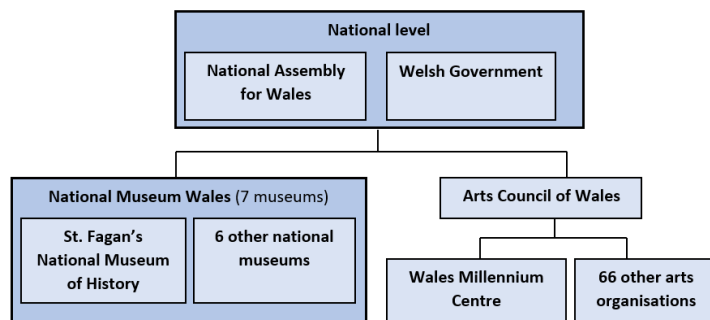 National level
National Assembly
for Wales
Welsh Government
National Museum Wales (7 museums)
St. Fagan’s
National Museum
of History
6 other national
museums
Arts Council of Wales
Wales Millennium
Centre
66 other arts
organisations